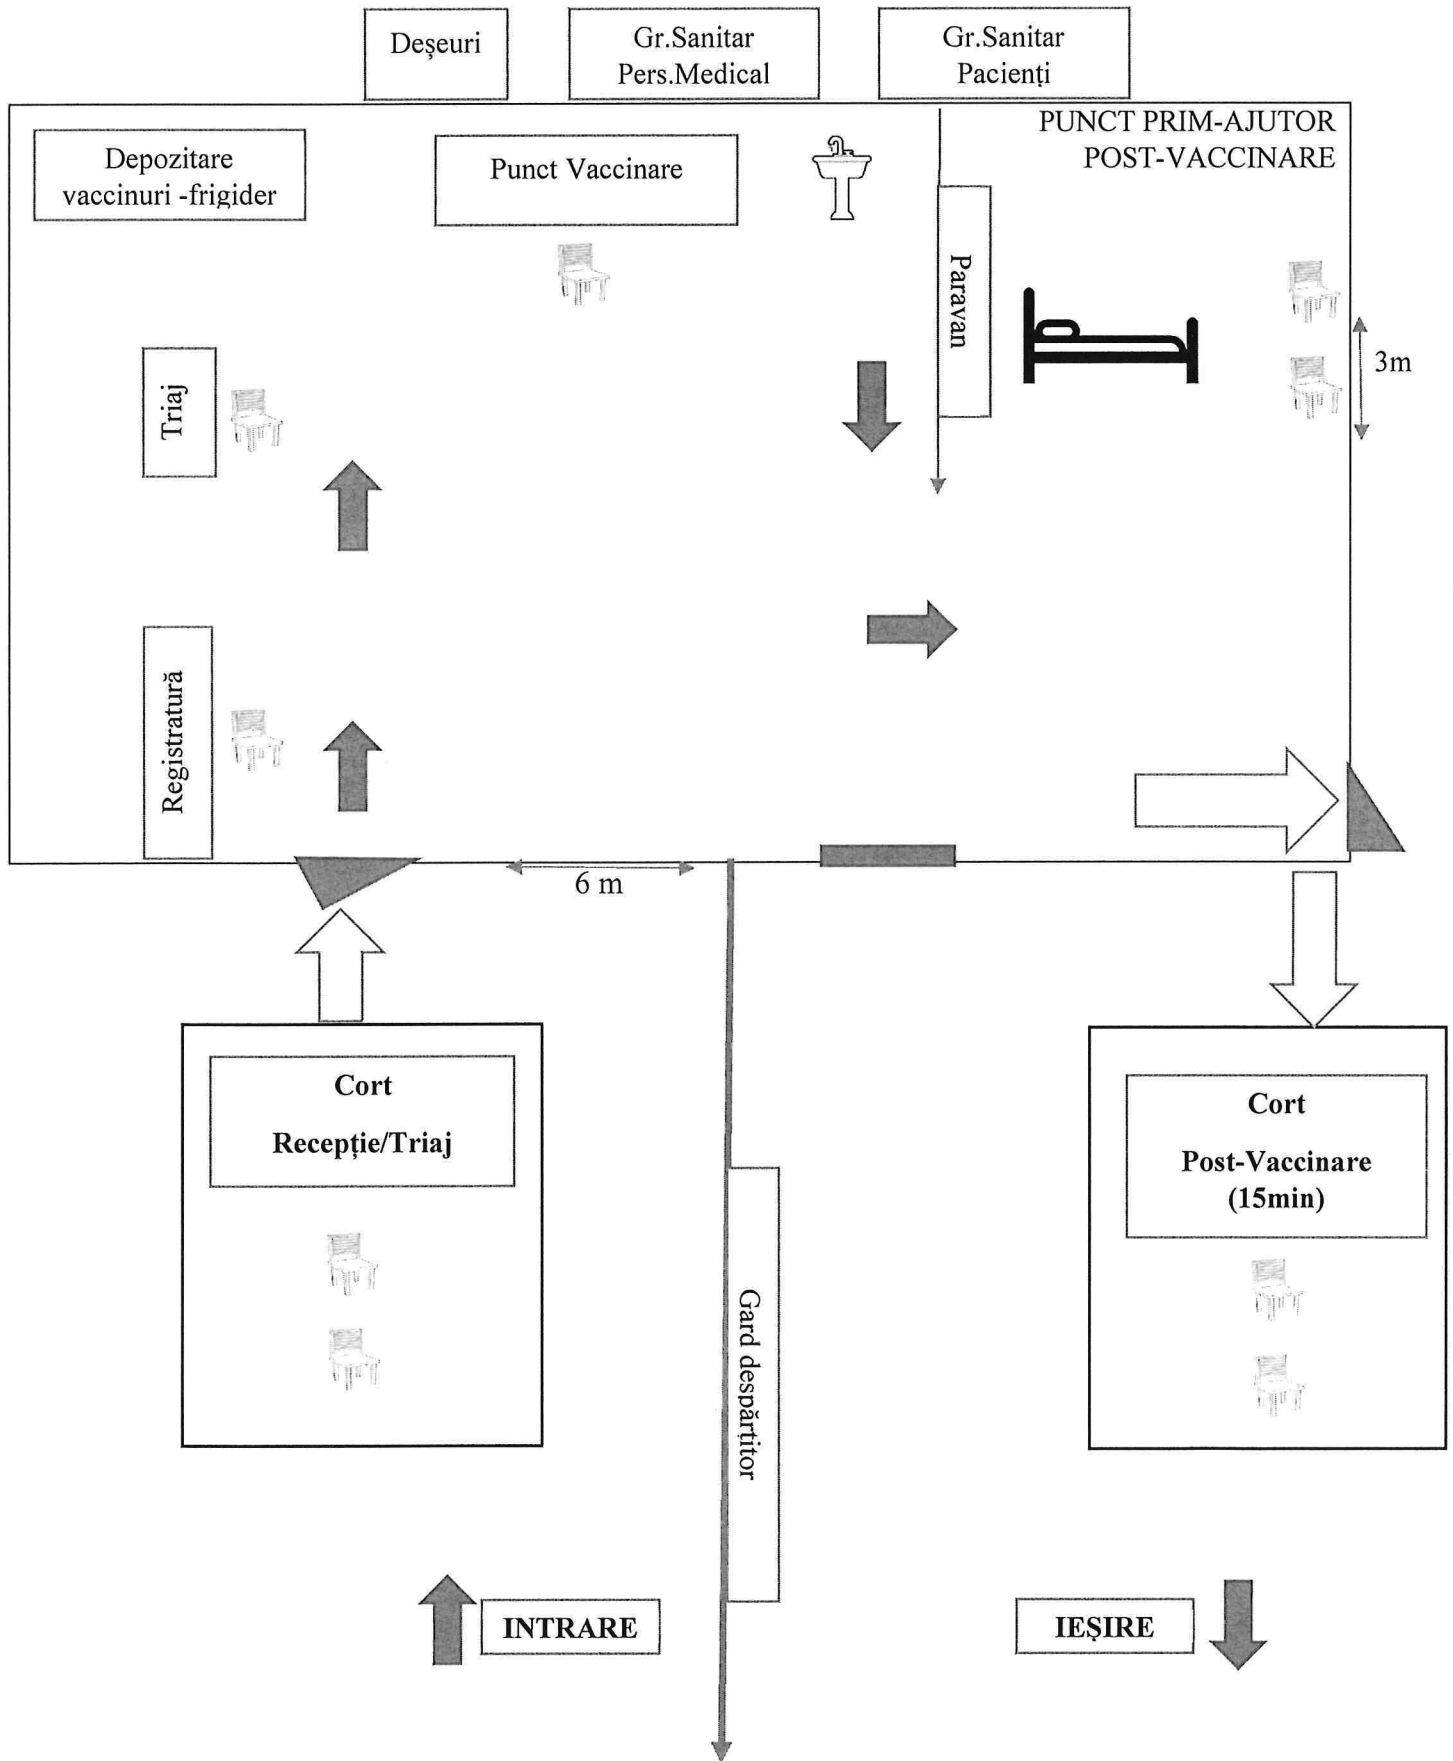 Deșeuri
Gr.Sanitar
Pers.Medical
Gr.Sanitar
Pacienți
PUNCT PRIM-AJUTOR
POST-VACCINARE
Depozitare
vaccinuri -frigider
Punct Vaccinare
Paravan
3m
Triaj
Registratură
6 m
Cort
Recepție/Triaj
Cort
Post-Vaccinare
(15min)
Gard despărțitor
INTRARE
IEȘIRE